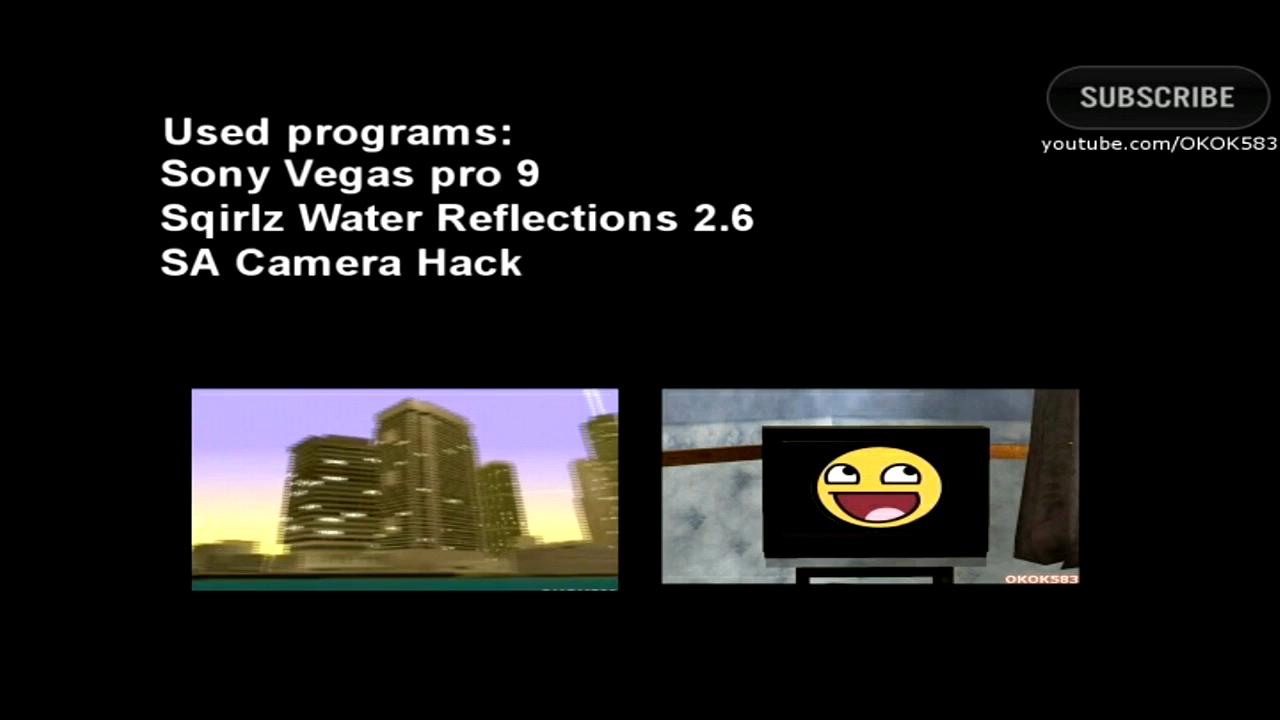 SUBSCRIBE
youtube.com/OKOK583
Used programs:
Sony Vegas pro 9
Sqirlz Water Reflections 2.6
SA Camera Hack
OKOK583